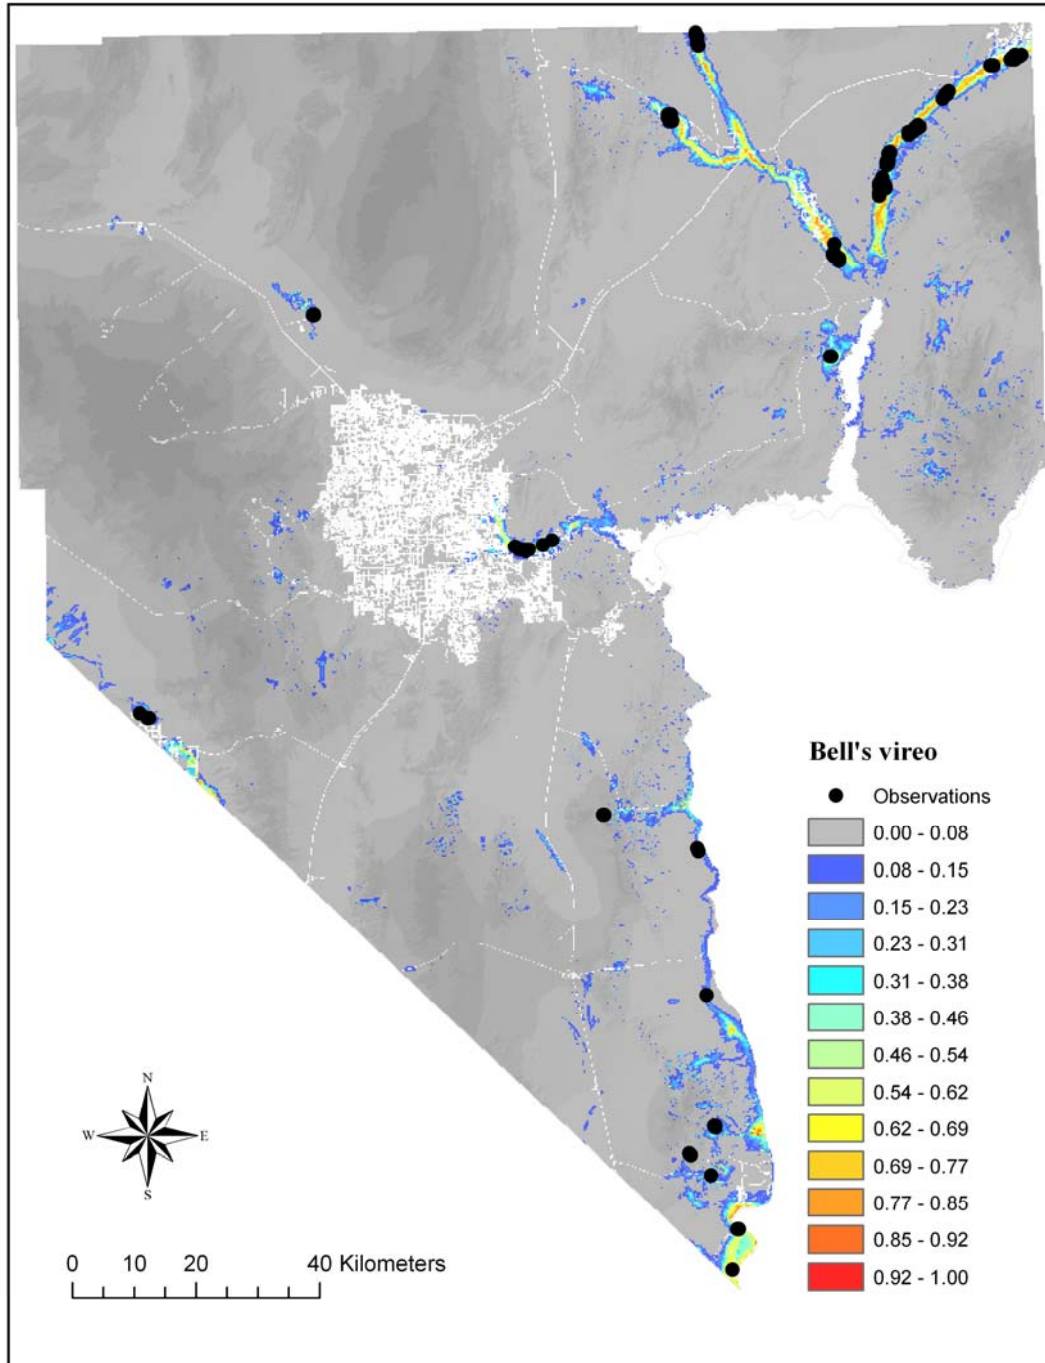 Bell's vireo
Observations
0.00 - 0.08
0.08 - 0.15
0.15 - 0.23
0.23 - 0.31
0.31 - 0.38
0.38 - 0.46
0.46 - 0.54
0.54 - 0.62
0.62 - 0.69
0.69 - 0.77
0.77 - 0.85
0.85 - 0.92
0.92 - 1.00
N
W E
S
0 10 20 40 Kilometers